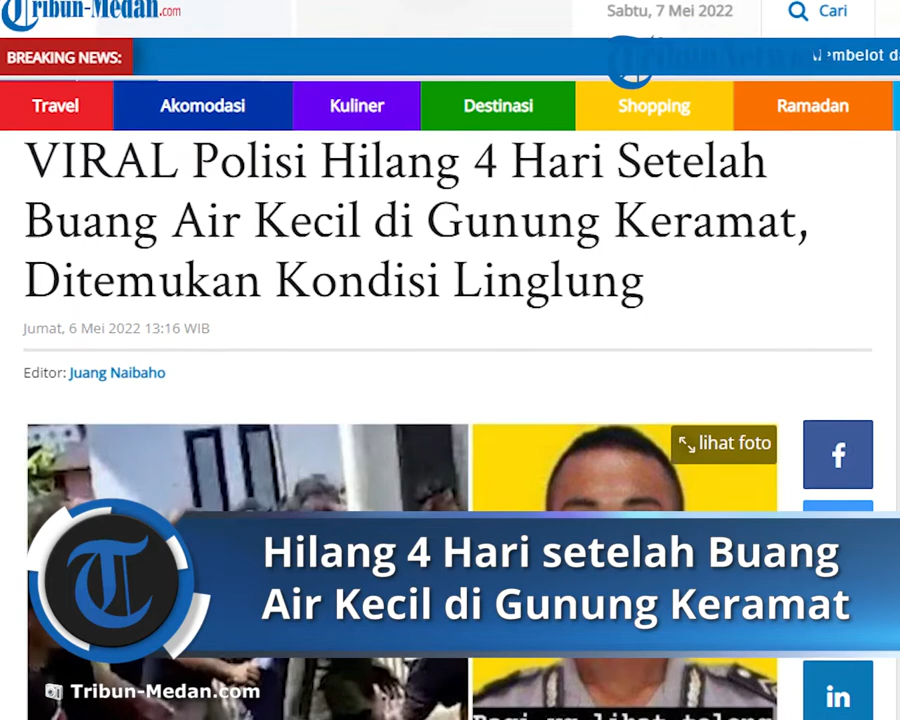 Tribun-Medan.com
Sabtu, 7 Mei 2022
Cari
BREAKING NEWS:
Travel Akomodasi Kuliner Destinasi Shopping Ramadan
VIRAL Polisi Hilang 4 Hari Setelah
Buang Air Kecil di Gunung Keramat,
Ditemukan Kondisi Linglung
Jumat, 6 Mei 2022 13:16 WIB
Editor: Juang Naibaho
lihat foto
f
T
Hilang 4 Hari setelah Buang
Air Kecil di Gunung Keramat
Tribun-Medan.com
in